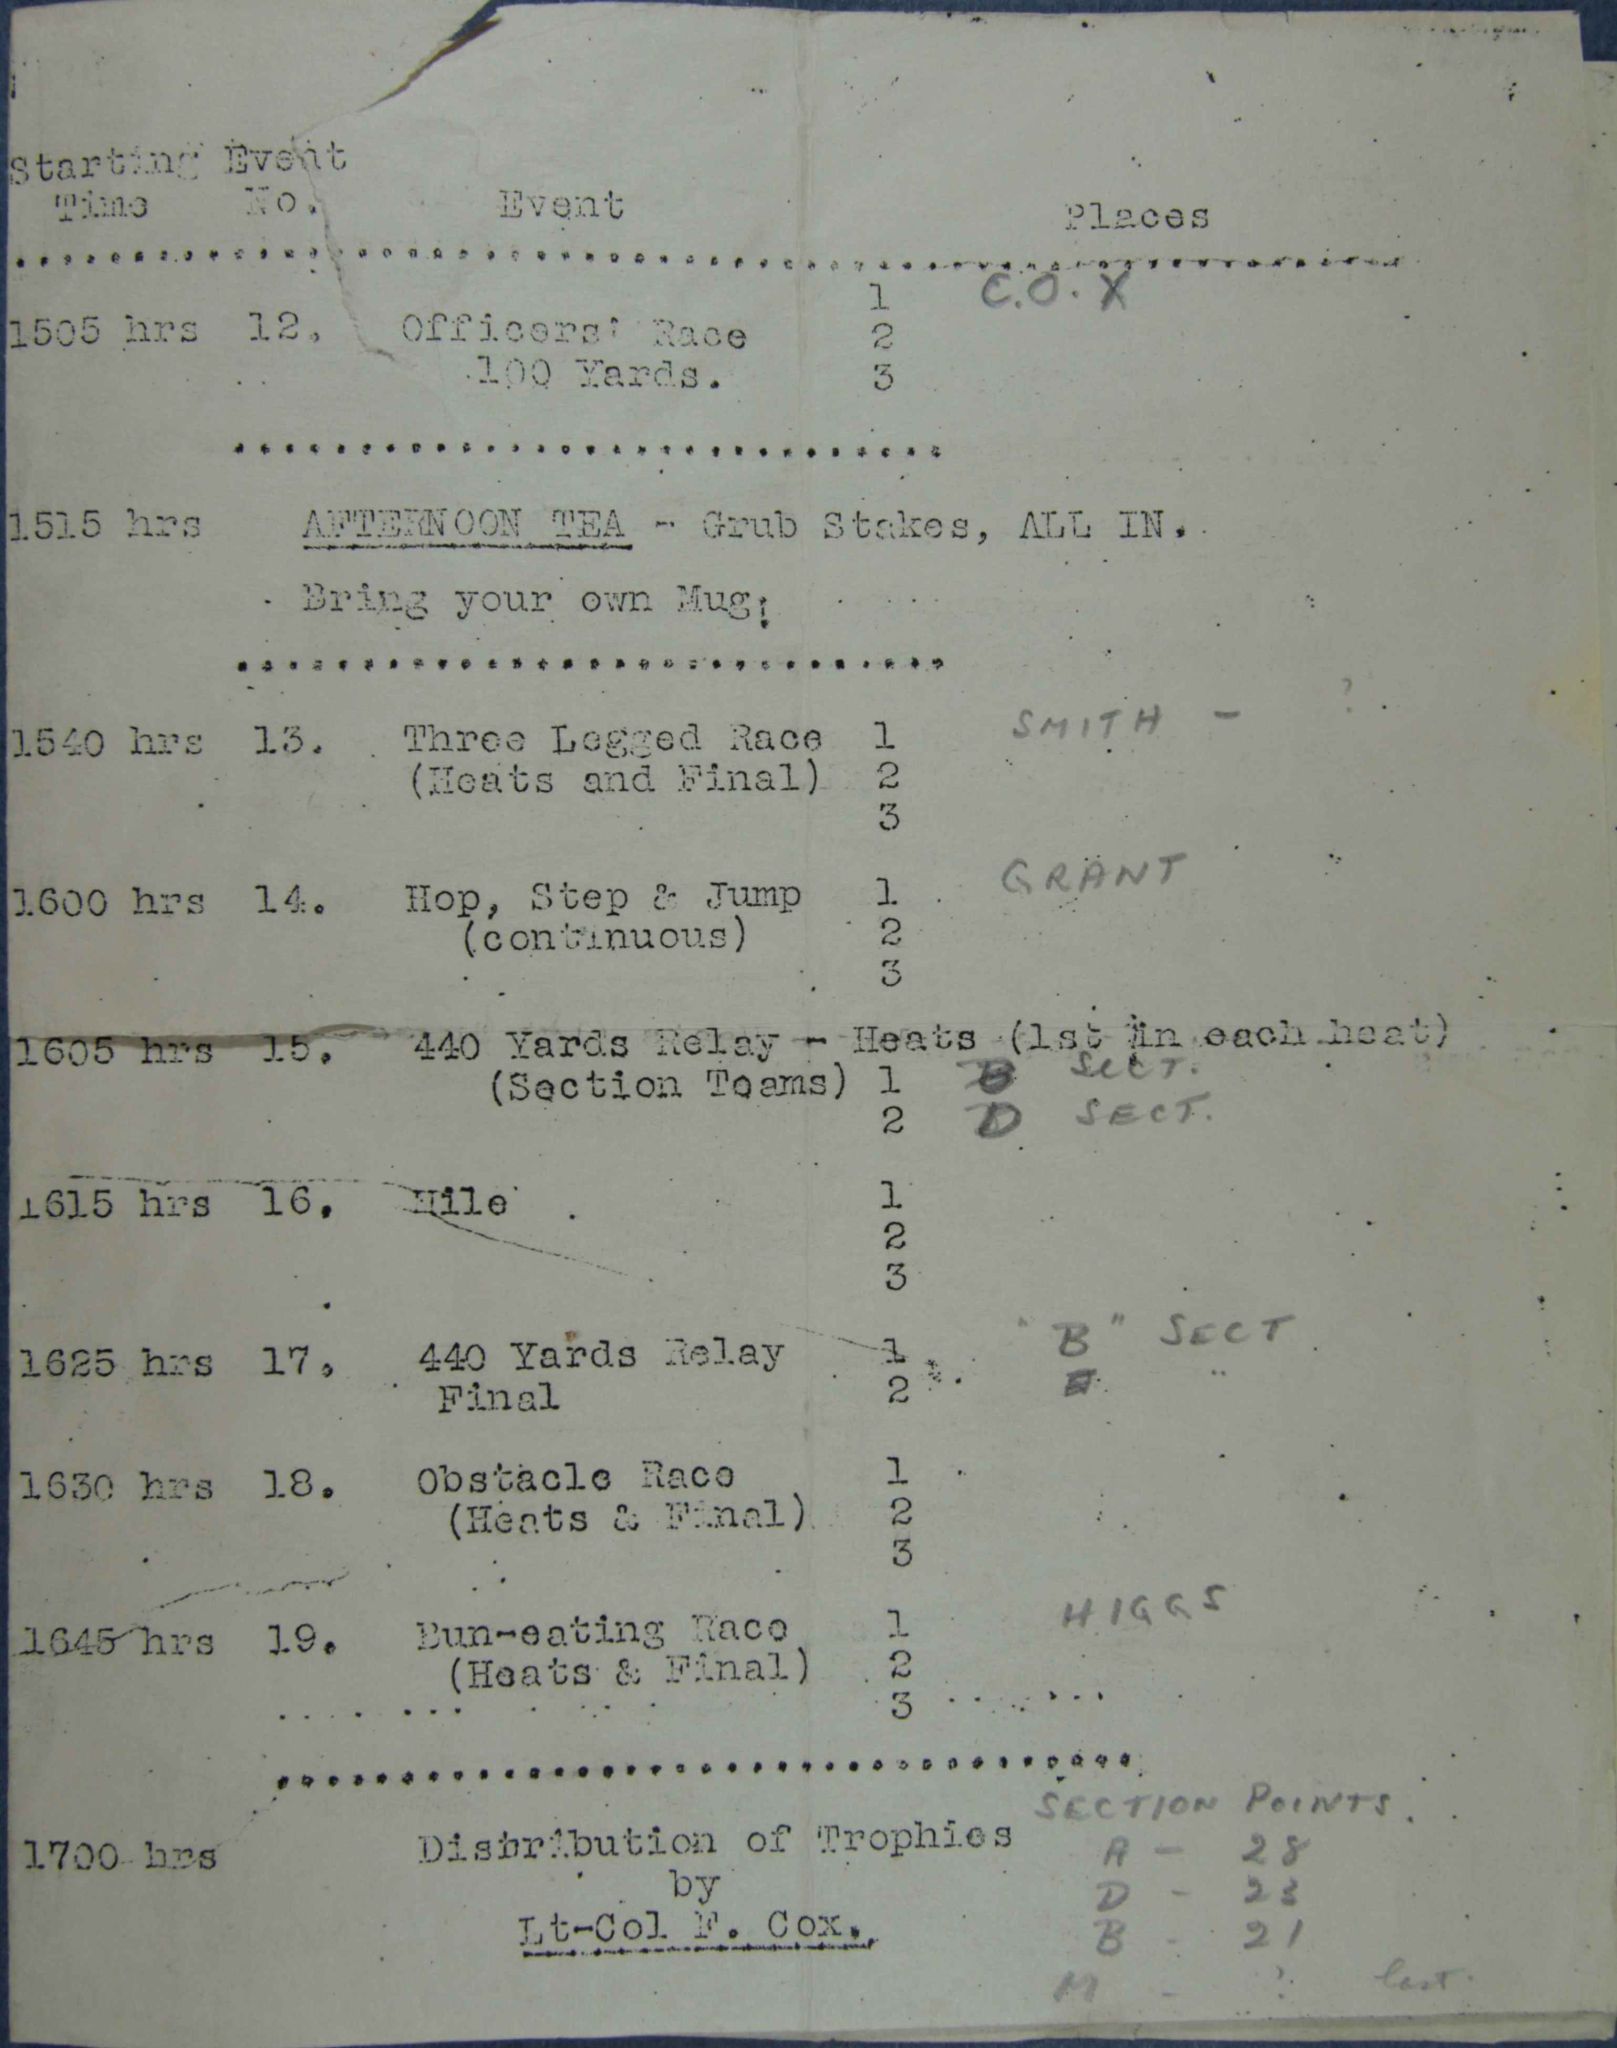 Starting Event
Time No. Event Places
1
C.O. X
1505 hrs 12. Officers' Race 2
100 Yards. 3
1515 hrs AFTERNOON TEA - Grub Stakes, ALL IN.
Bring your own Mug!
1540 hrs 13. Three Legged Race 1 SMITH - ?
(Heats and Final) 2
3
1600 hrs 14. Hop, Step & Jump 1 GRANT
(continuous) 2
3
1605 hrs 15. 440 Yards Relay - Heats (1st in each heat)
(Section Teams) 1 B SECT.
2 D SECT.
1615 hrs 16. Mile 1
2
3
1625 hrs 17. 440 Yards Relay 1 "B" SECT
Final 2 "
1630 hrs 18. Obstacle Race 1
(Heats & Final) 2
3
1645 hrs 19. Bun-eating Race 1 HIGGS
(Heats & Final) 2
3
SECTION POINTS.
1700 hrs Distribution of Trophies A - 28
by D - 23
Lt-Col F. Cox. B - 21
M - ? last.